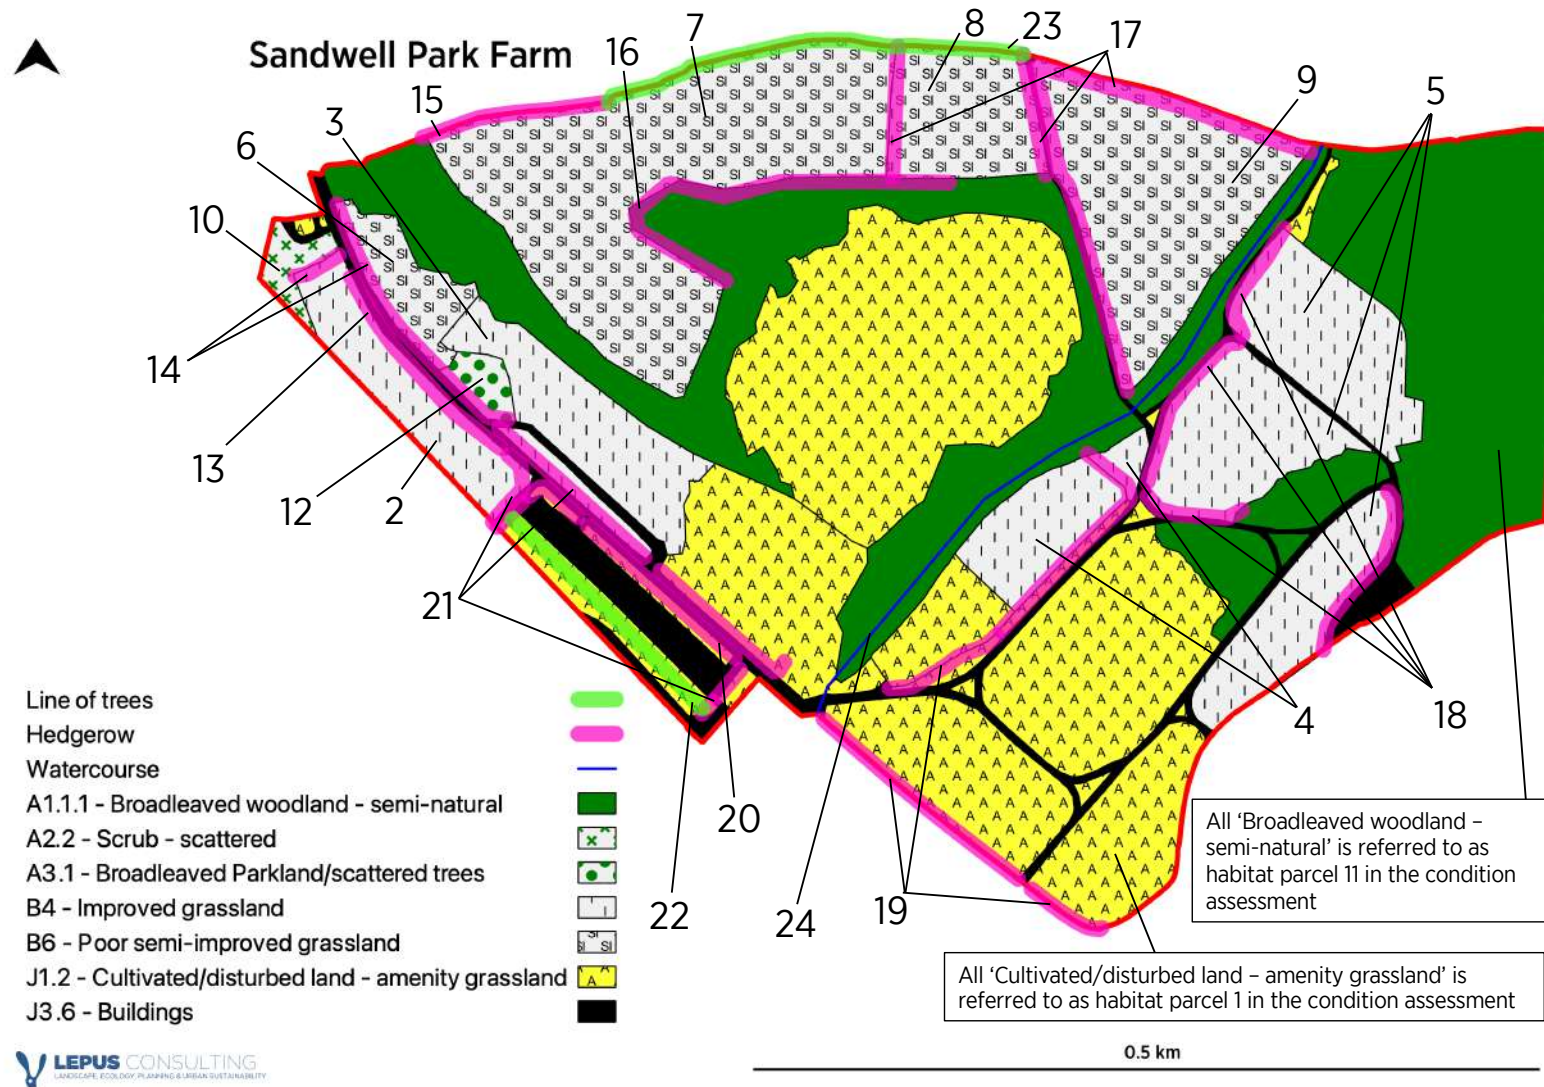 Sandwell Park Farm
7
8
23
17
16
15
3
6
9
5
10
14
13
12
2
21
22
20
24
19
4
18
Line of trees
Hedgerow
Watercourse
A1.1.1 - Broadleaved woodland - semi-natural
A2.2 - Scrub - scattered
A3.1 - Broadleaved Parkland/scattered trees
B4 - Improved grassland
B6 - Poor semi-improved grassland
J1.2 - Cultivated/disturbed land - amenity grassland
J3.6 - Buildings
All ‘Broadleaved woodland –
semi-natural’ is referred to as
habitat parcel 11 in the condition
assessment
All ‘Cultivated/disturbed land – amenity grassland’ is
referred to as habitat parcel 1 in the condition assessment
0.5 km
LEPUS CONSULTING
LANDSCAPE, ECOLOGY, PLANNING & URBAN SUSTAINABILITY